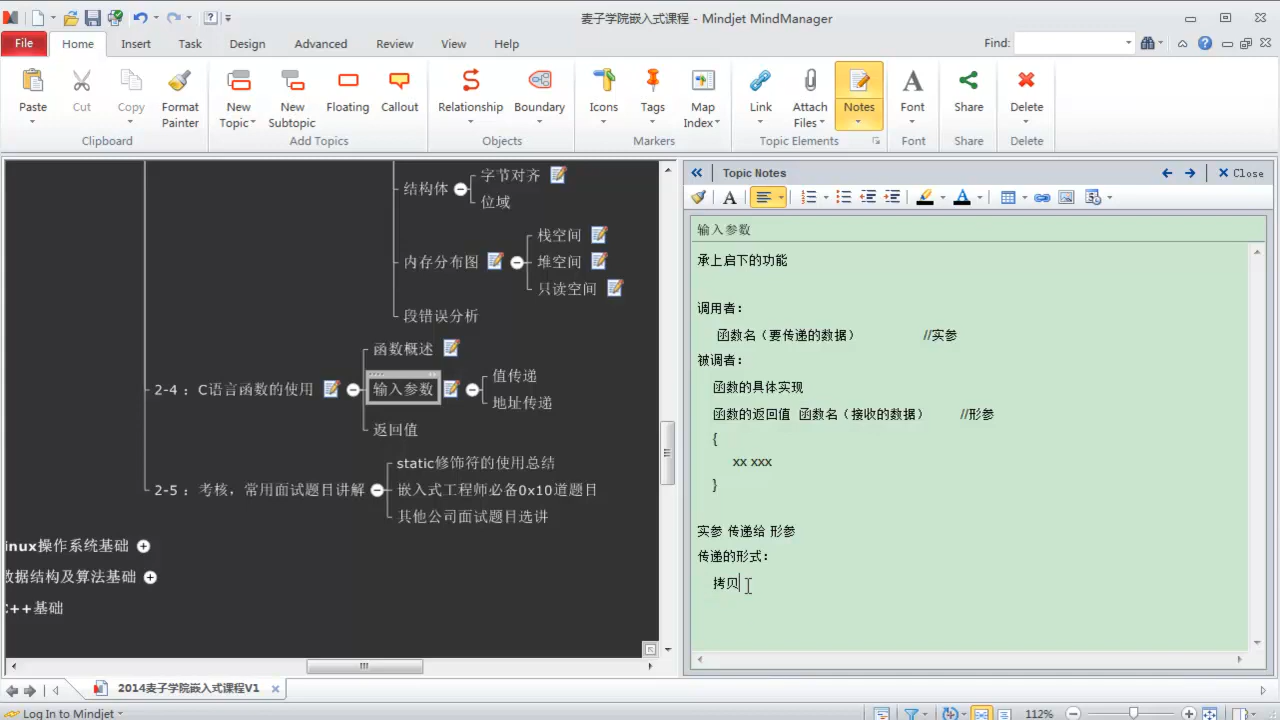 麦子学院嵌入式课程 - Mindjet MindManager
File Home Insert Task Design Advanced Review View Help Find:
Paste Cut Copy Format Painter New Topic New Subtopic Floating Callout Relationship Boundary Icons Tags Map Index Link Attach Files Notes Font Share Delete
Clipboard Add Topics Objects Markers Topic Elements Font Share Delete
结构体
字节对齐
位域
内存分布图
栈空间
堆空间
只读空间
段错误分析
2-4 : C语言函数的使用
函数概述
输入参数
值传递
地址传递
返回值
2-5 : 考核，常用面试题目讲解
static修饰符的使用总结
嵌入式工程师必备0x10道题目
其他公司面试题目选讲
inux操作系统基础
数据结构及算法基础
C++基础
Topic Notes Close
输入参数
承上启下的功能
调用者:
函数名（要传递的数据） //实参
被调者:
函数的具体实现
函数的返回值 函数名（接收的数据） //形参
{
xx xxx
}
实参 传递给 形参
传递的形式:
拷贝
2014麦子学院嵌入式课程V1
Log In to Mindjet 112%